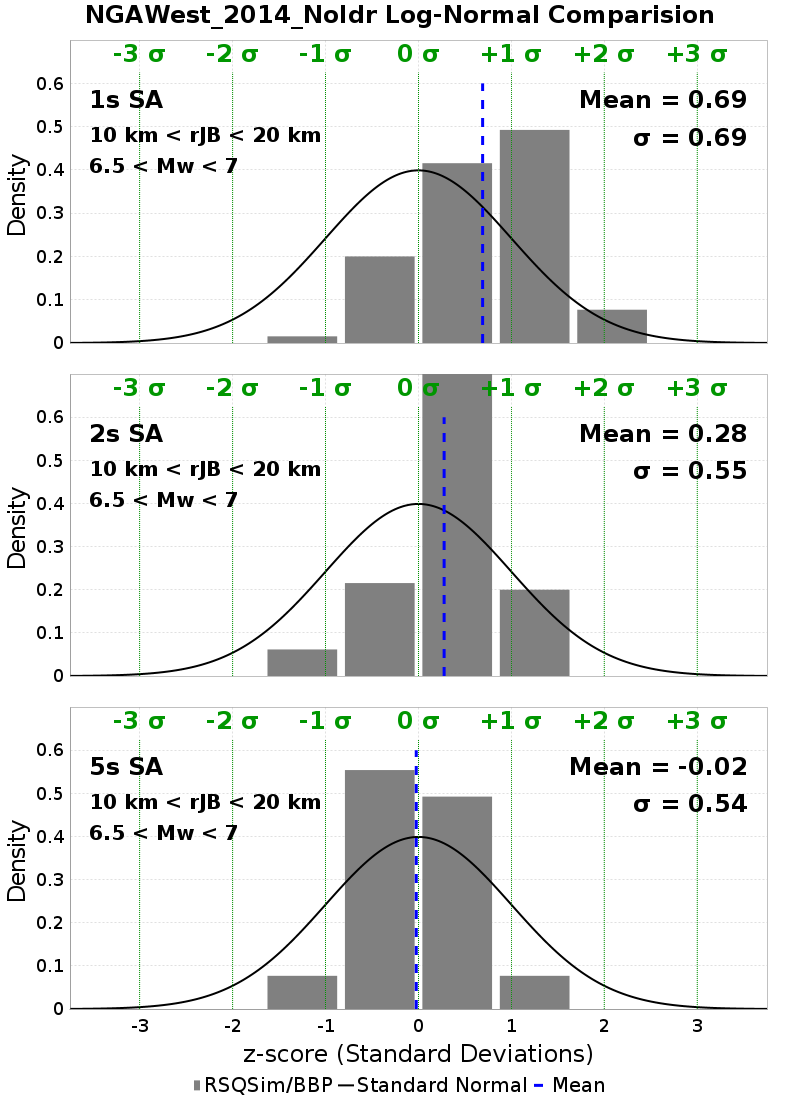 NGAWest_2014_NoIdr Log-Normal Comparision
-3 σ -2 σ -1 σ 0 σ +1 σ +2 σ +3 σ
1s SA
10 km < rJB < 20 km
6.5 < Mw < 7
Mean = 0.69
σ = 0.69
Density
0.6
0.5
0.4
0.3
0.2
0.1
0
-3 σ -2 σ -1 σ 0 σ +1 σ +2 σ +3 σ
2s SA
10 km < rJB < 20 km
6.5 < Mw < 7
Mean = 0.28
σ = 0.55
Density
0.6
0.5
0.4
0.3
0.2
0.1
0
-3 σ -2 σ -1 σ 0 σ +1 σ +2 σ +3 σ
5s SA
10 km < rJB < 20 km
6.5 < Mw < 7
Mean = -0.02
σ = 0.54
Density
0.6
0.5
0.4
0.3
0.2
0.1
0
-3 -2 -1 0 1 2 3
z-score (Standard Deviations)
RSQSim/BBP Standard Normal Mean